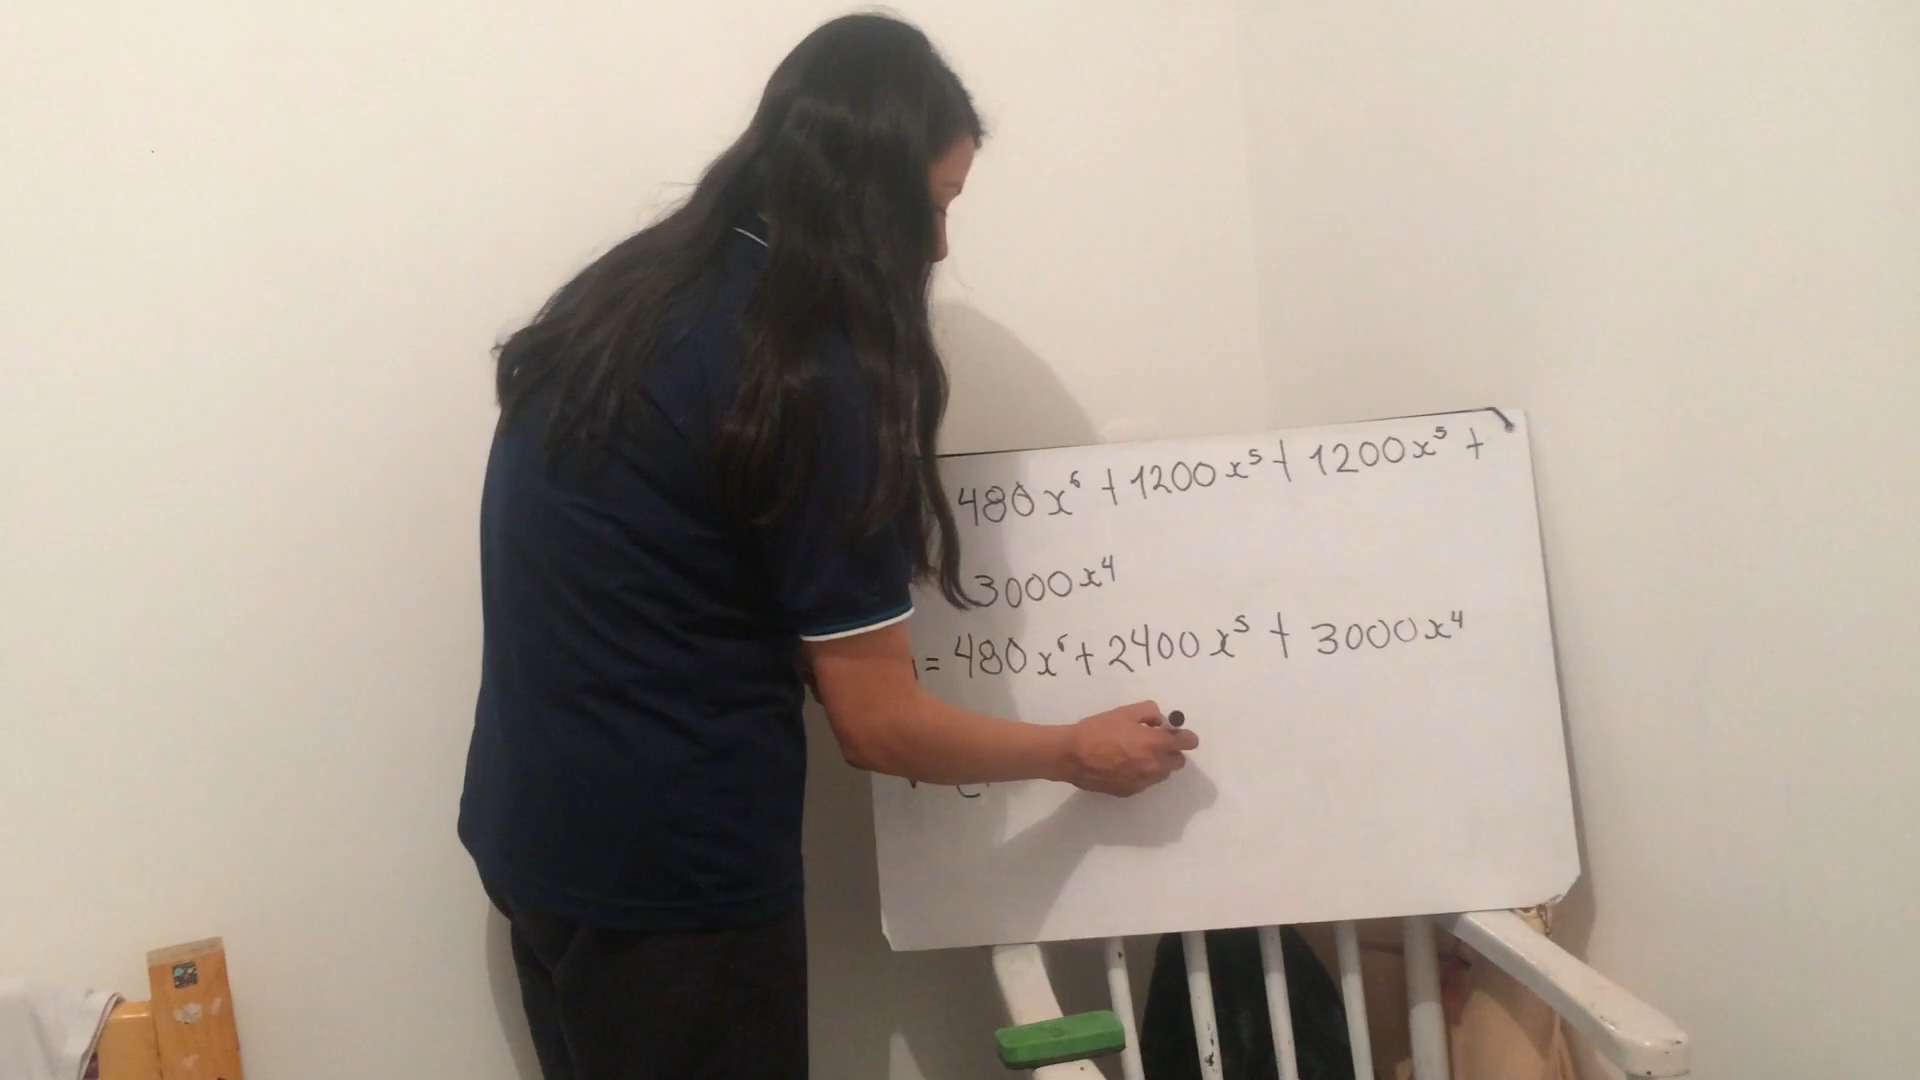 480x⁶ + 1200x⁵ + 1200x⁵ +
3000x⁴
= 480x⁶ + 2400x⁵ + 3000x⁴